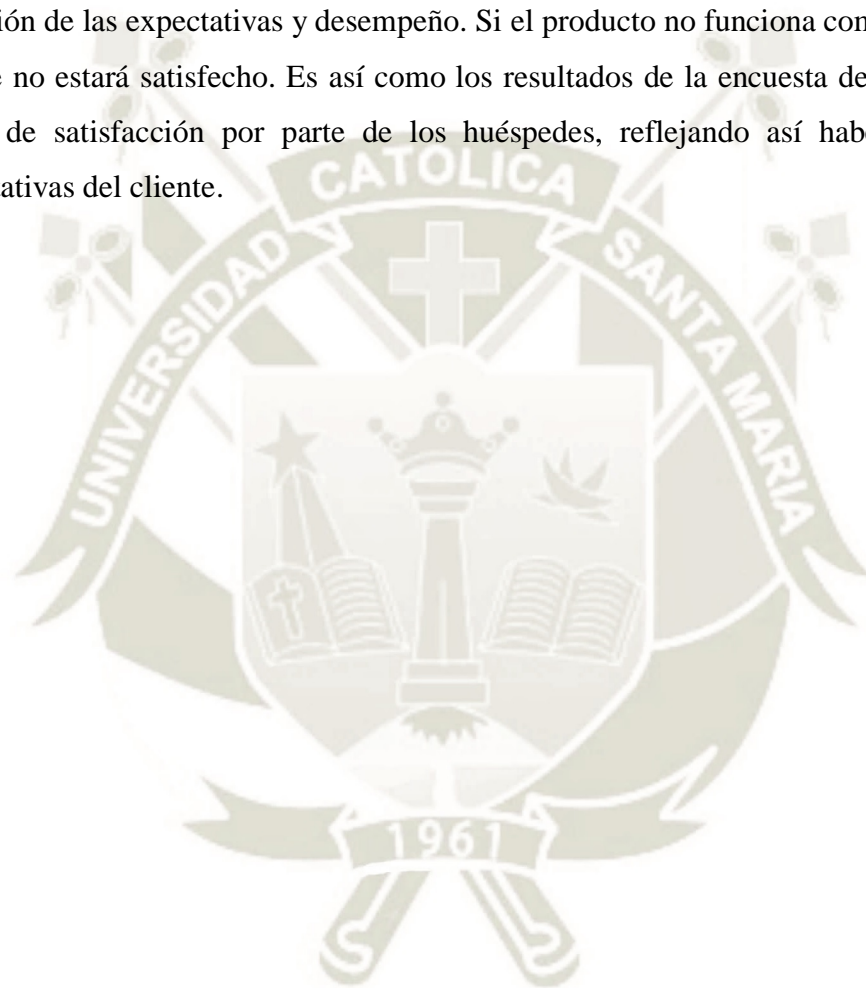 ión de las expectativas y desempeño. Si el producto no funciona con
no estará satisfecho. Es así como los resultados de la encuesta de
de satisfacción por parte de los huéspedes, reflejando así hab
ativas del cliente.
CATOLICA
UNIVERSIDAD
SANTA MARIA
1961